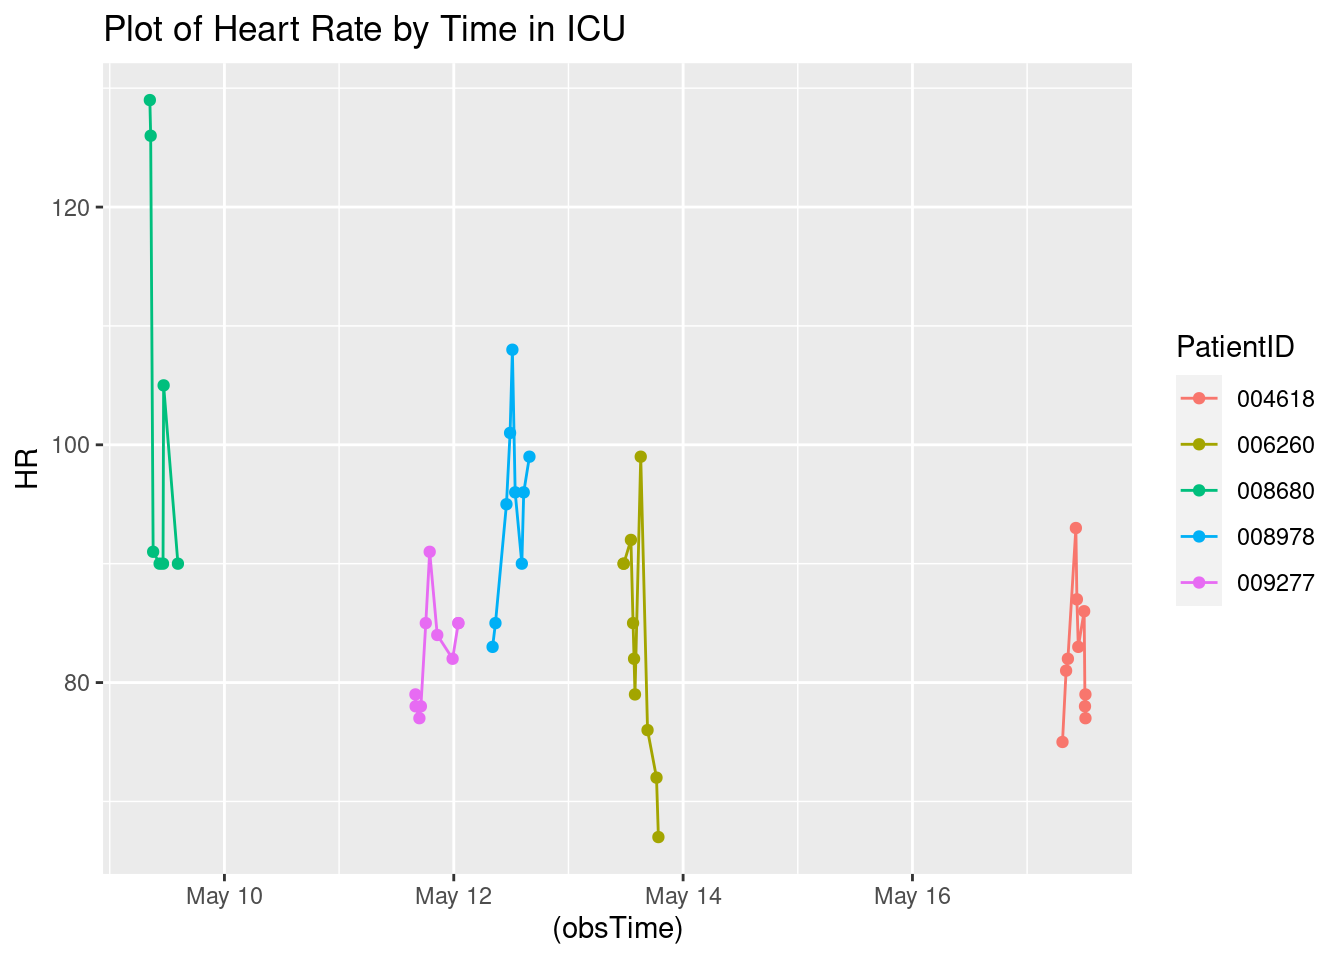 Plot of Heart Rate by Time in ICU
120
100
80
HR
May 10
May 12
May 14
May 16
(obsTime)
PatientID
004618
006260
008680
008978
009277